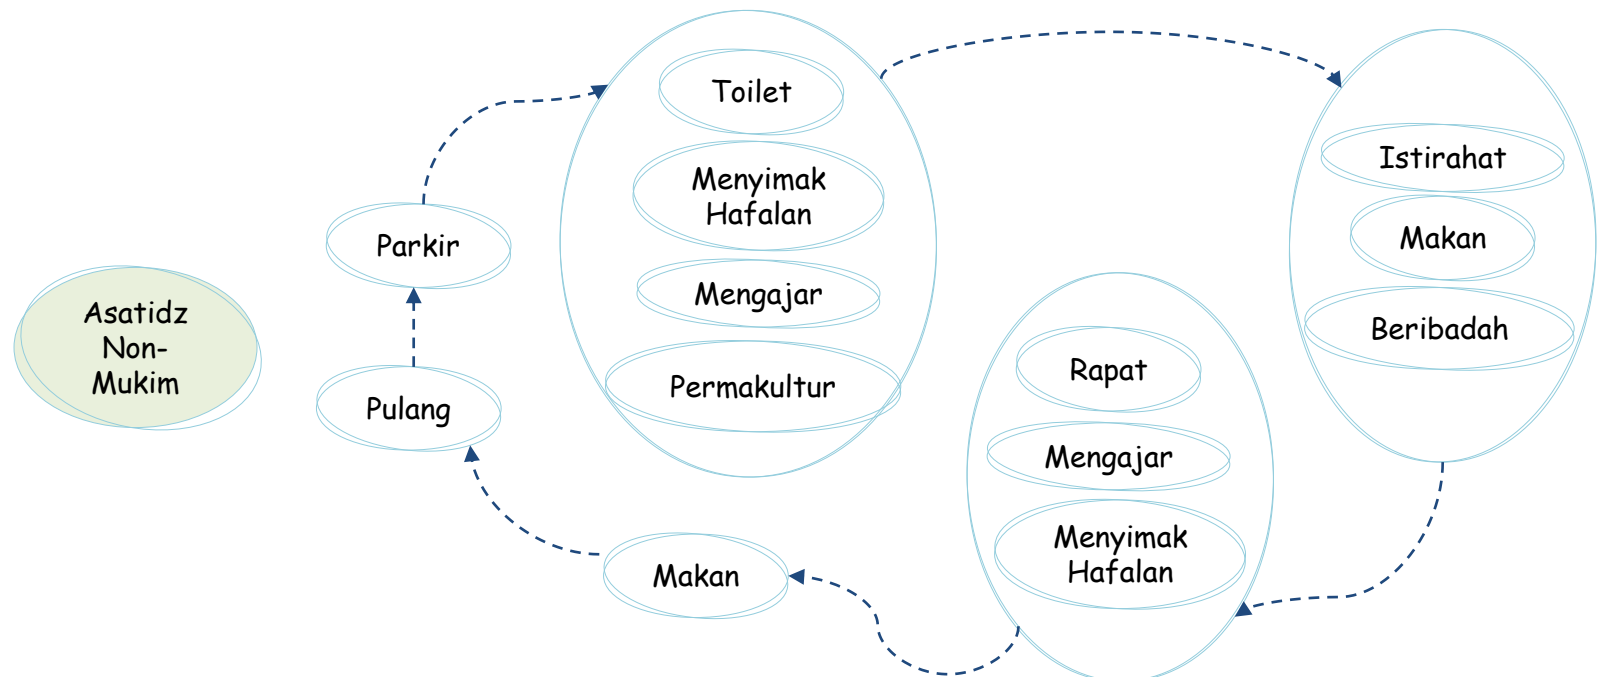 Asatidz
Non-
Mukim
Parkir
Pulang
Toilet
Menyimak
Hafalan
Mengajar
Permakultur
Istirahat
Makan
Beribadah
Rapat
Mengajar
Menyimak
Hafalan
Makan